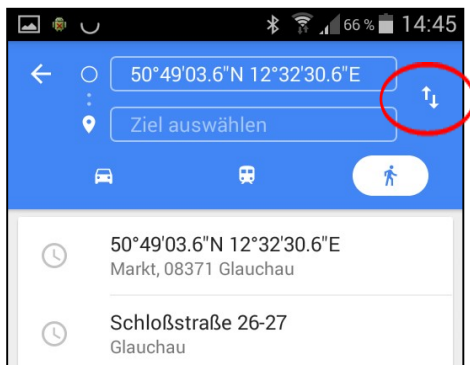 66 % 14:45
50°49'03.6"N 12°32'30.6"E
Ziel auswählen
50°49'03.6"N 12°32'30.6"E
Markt, 08371 Glauchau
Schloßstraße 26-27
Glauchau